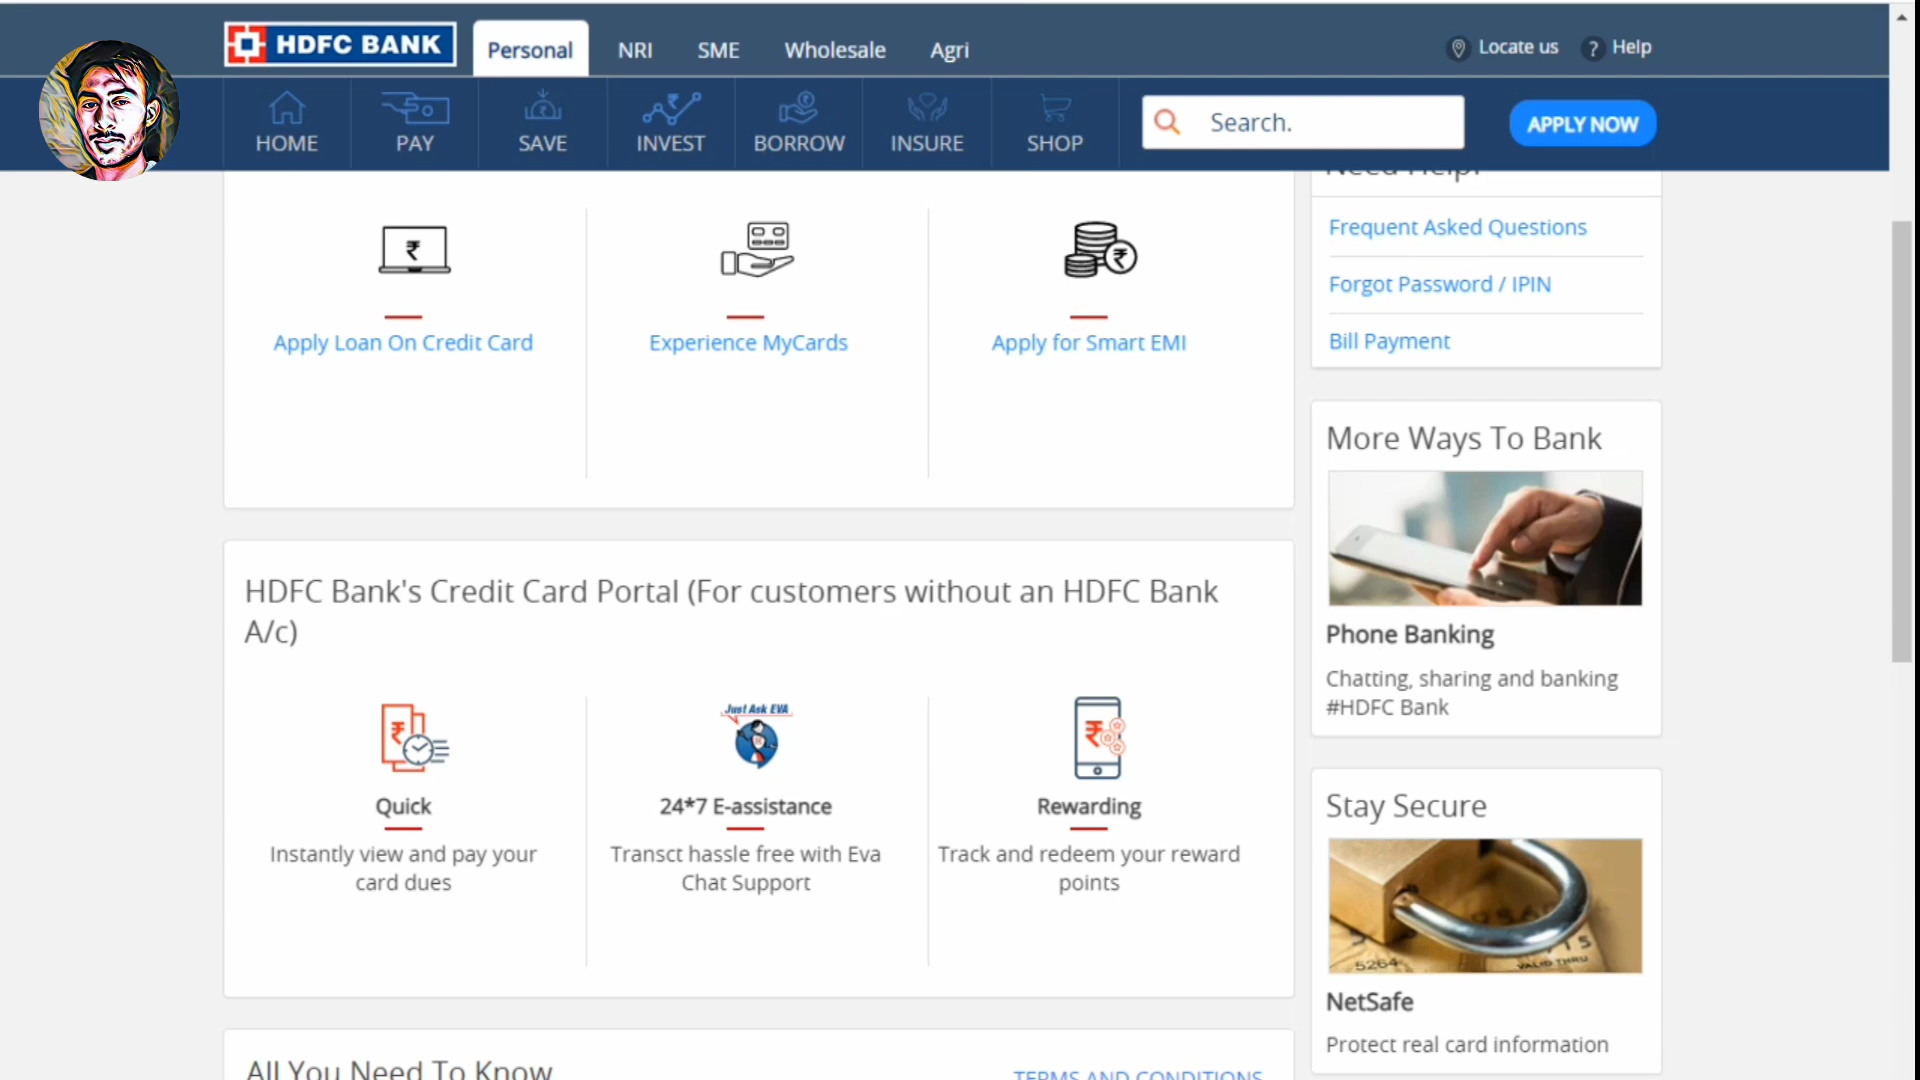 HDFC BANK
Personal
NRI
SME
Wholesale
Agri
Locate us
? Help
HOME
PAY
SAVE
INVEST
BORROW
INSURE
SHOP
Search.
APPLY NOW
Need Help?
Apply Loan On Credit Card
Experience MyCards
Apply for Smart EMI
Frequent Asked Questions
Forgot Password / IPIN
Bill Payment
HDFC Bank's Credit Card Portal (For customers without an HDFC Bank
A/c)
Just Ask EVA
Quick
24*7 E-assistance
Rewarding
Instantly view and pay your
card dues
Transct hassle free with Eva
Chat Support
Track and redeem your reward
points
More Ways To Bank
Phone Banking
Chatting, sharing and banking
#HDFC Bank
Stay Secure
5264
VALID THRU
NetSafe
Protect real card information
All You Need To Know
TERMS AND CONDITIONS